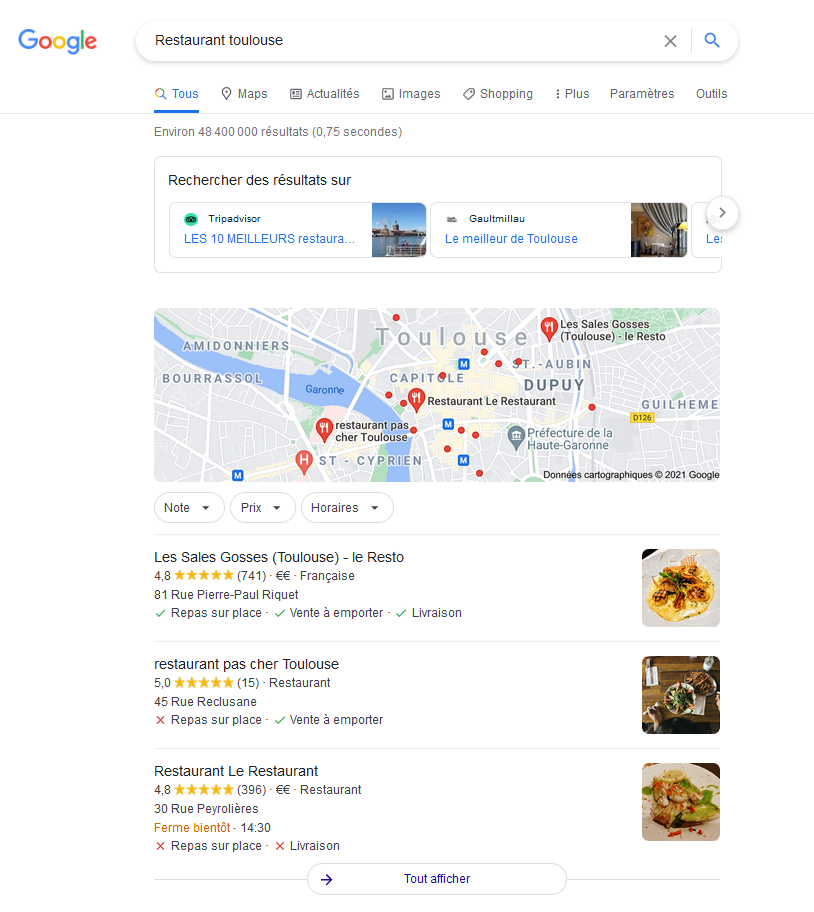 Google
Restaurant toulouse
Tous
Maps
Actualités
Images
Shopping
Plus
Paramètres
Outils
Environ 48 400 000 résultats (0,75 secondes)
Rechercher des résultats sur
Tripadvisor
LES 10 MEILLEURS restaura...
Gaultmillau
Le meilleur de Toulouse
Les
Toulouse
Les Sales Gosses
(Toulouse) - le Resto
AMIDONNIERS
BOURRASSOL
Garonne
M
ST.-AUBIN
CAPITOLE
DUPUY
Restaurant Le Restaurant
GUILHEME
D126
restaurant pas
cher Toulouse
M
Préfecture de la
Haute-Garonne
H
ST - CYPRIEN
M
M
Données cartographiques © 2021 Google
Note
Prix
Horaires
Les Sales Gosses (Toulouse) - le Resto
4,8 ★★★★★ (741) · €€ · Française
81 Rue Pierre-Paul Riquet
✓ Repas sur place · ✓ Vente à emporter · ✓ Livraison
restaurant pas cher Toulouse
5,0 ★★★★★ (15) · Restaurant
45 Rue Reclusane
✕ Repas sur place · ✓ Vente à emporter
Restaurant Le Restaurant
4,8 ★★★★★ (396) · €€ · Restaurant
30 Rue Peyrolières
Ferme bientôt · 14:30
✕ Repas sur place · ✕ Livraison
Tout afficher